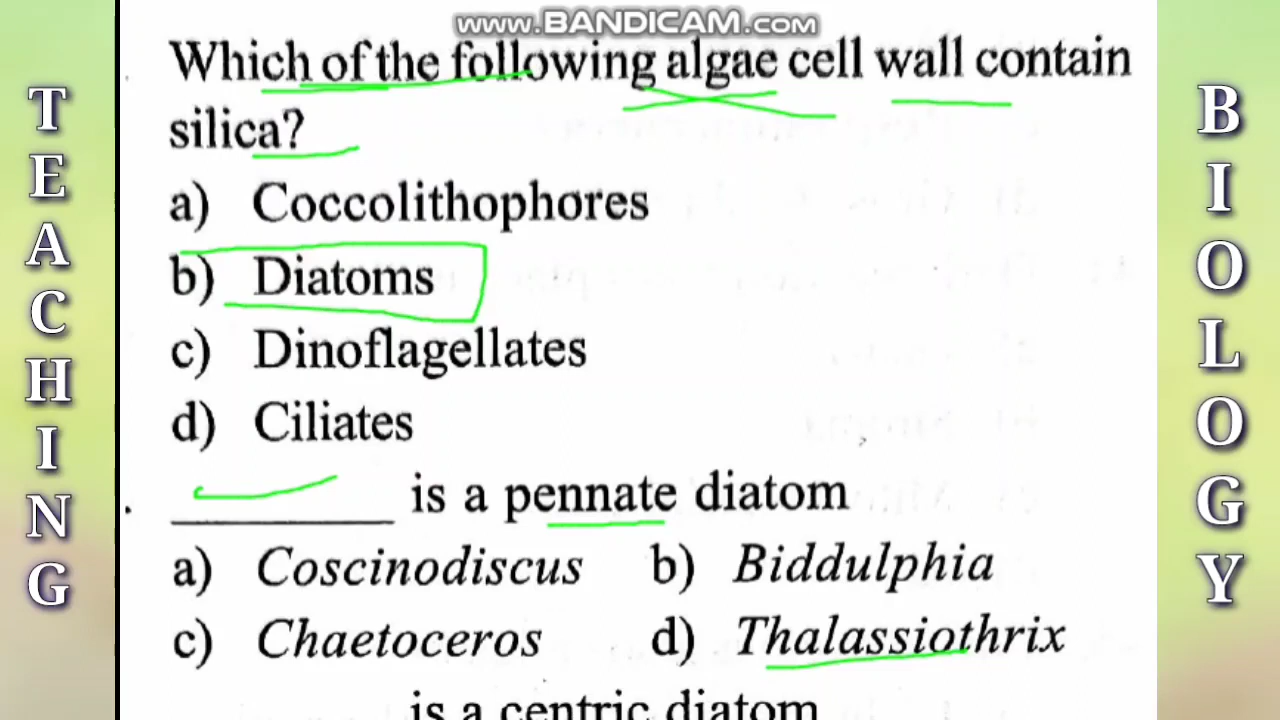 www.BANDICAM.com
TEACHING
Which of the following algae cell wall contain
silica?
a) Coccolithophores
b) Diatoms
c) Dinoflagellates
d) Ciliates
. __________ is a pennate diatom
a) Coscinodiscus b) Biddulphia
c) Chaetoceros d) Thalassiothrix
is a centric diatom
BIOLOGY